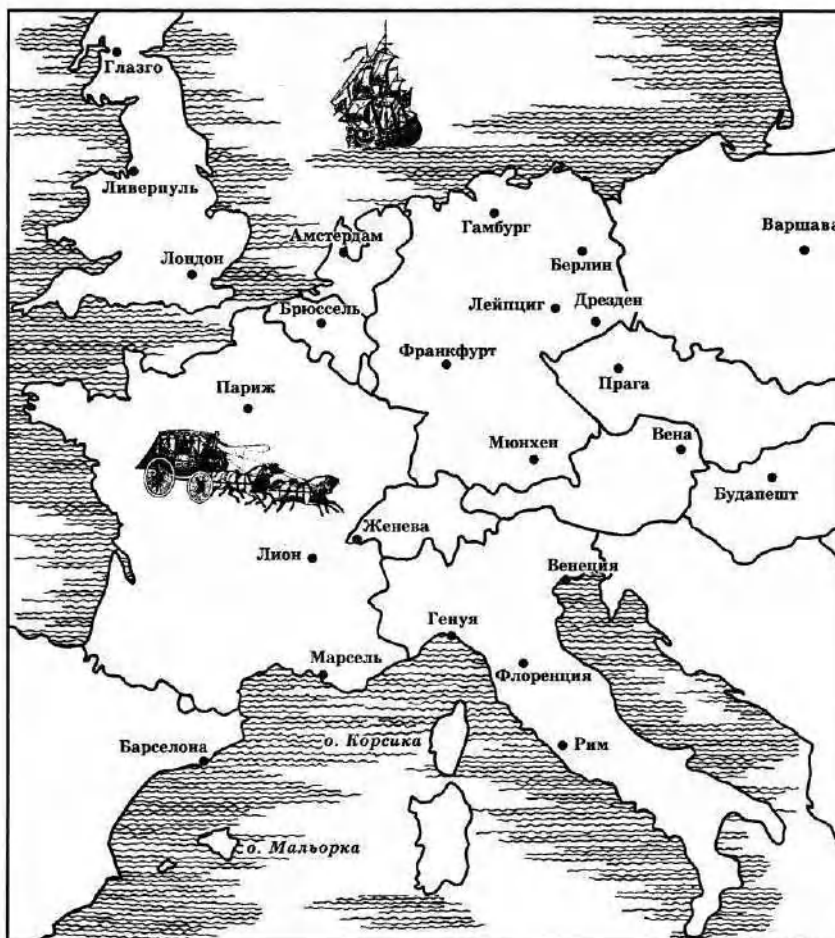 Глазго
Ливерпуль
Лондон
Амстердам
Гамбург
Берлин
Варшава
Брюссель
Лейпциг
Дрезден
Франкфурт
Прага
Париж
Мюнхен
Вена
Будапешт
Женева
Лион
Венеция
Генуя
Марсель
Флоренция
Барселона
о. Корсика
Рим
о. Мальорка